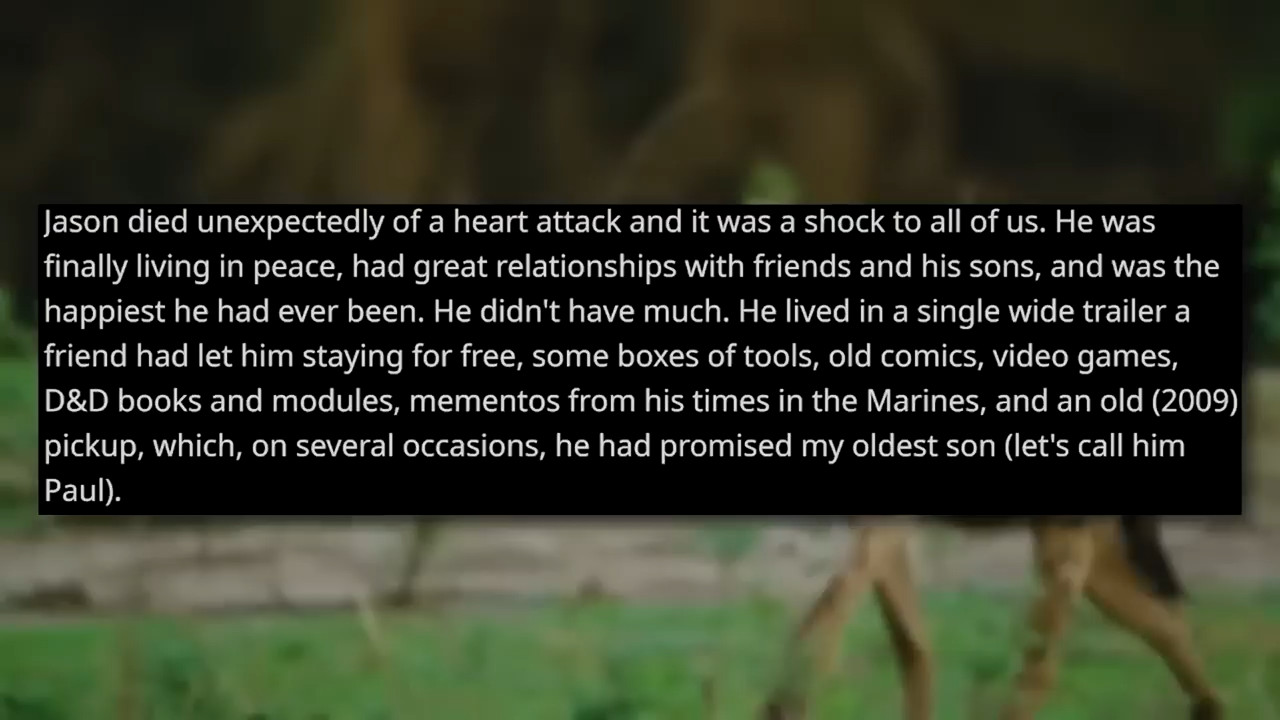 Jason died unexpectedly of a heart attack and it was a shock to all of us. He was
finally living in peace, had great relationships with friends and his sons, and was the
happiest he had ever been. He didn't have much. He lived in a single wide trailer a
friend had let him staying for free, some boxes of tools, old comics, video games,
D&D books and modules, mementos from his times in the Marines, and an old (2009)
pickup, which, on several occasions, he had promised my oldest son (let's call him
Paul).